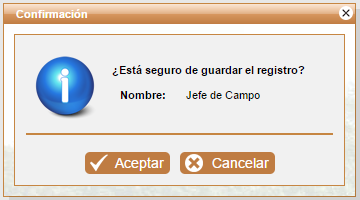 Confirmación
¿Está seguro de guardar el registro?
Nombre: Jefe de Campo
Aceptar Cancelar